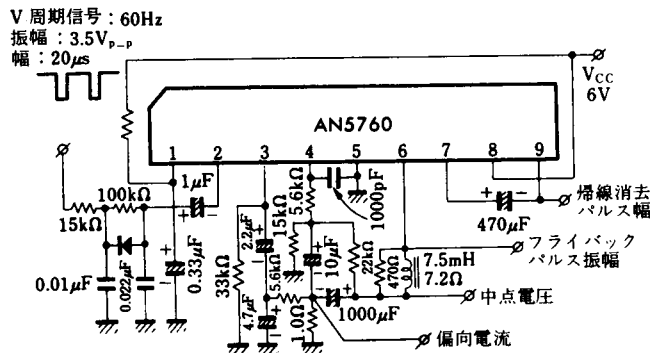 V 周期信号：60Hz
振幅：3.5Vp-p
幅：20μs
VCC
6V
AN5760
1 2 3 4 5 6 7 8 9
1μF
100kΩ
15kΩ
0.01μF
0.022μF
0.33μF
33kΩ
2.2μF
4.7μF
5.6kΩ
5.6kΩ
15kΩ
1000pF
10μF
22kΩ
1.0Ω
1000μF
470Ω
7.5mH
7.2Ω
470μF
帰線消去
パルス幅
フライバック
パルス振幅
中点電圧
偏向電流